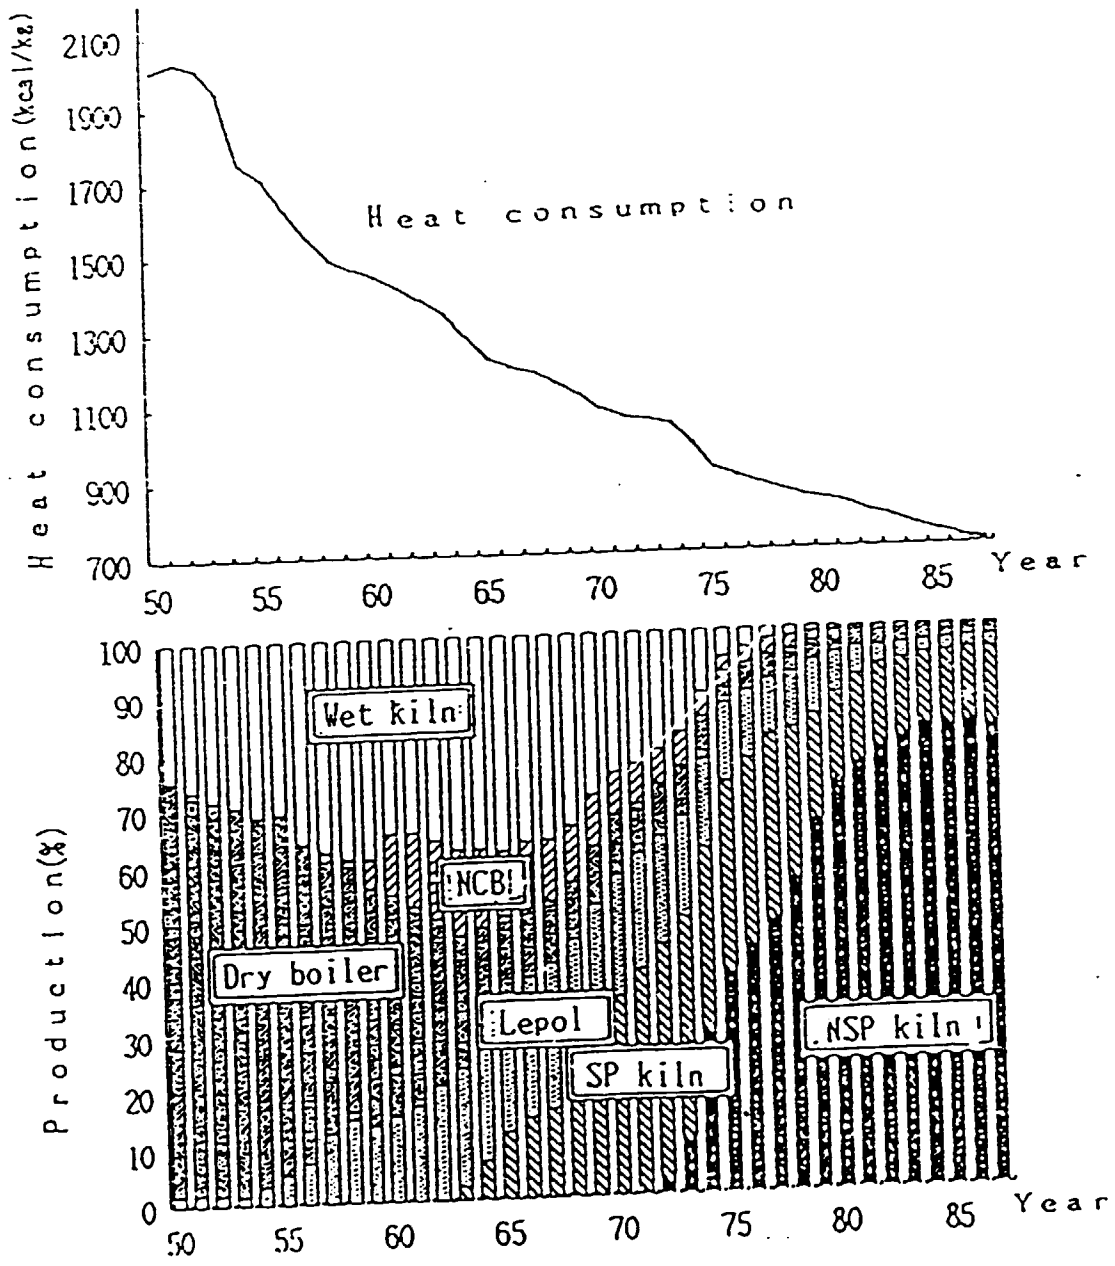 Heat consumption(kcal/kg)
2100
1900
1700
1500
1300
1100
900
700
Heat consumption
50 55 60 65 70 75 80 85 Year
Production(%)
100
90
80
70
60
50
40
30
20
10
0
Wet kiln
NCB
Dry boiler
Lepol
SP kiln
NSP kiln
50 55 60 65 70 75 80 85 Year